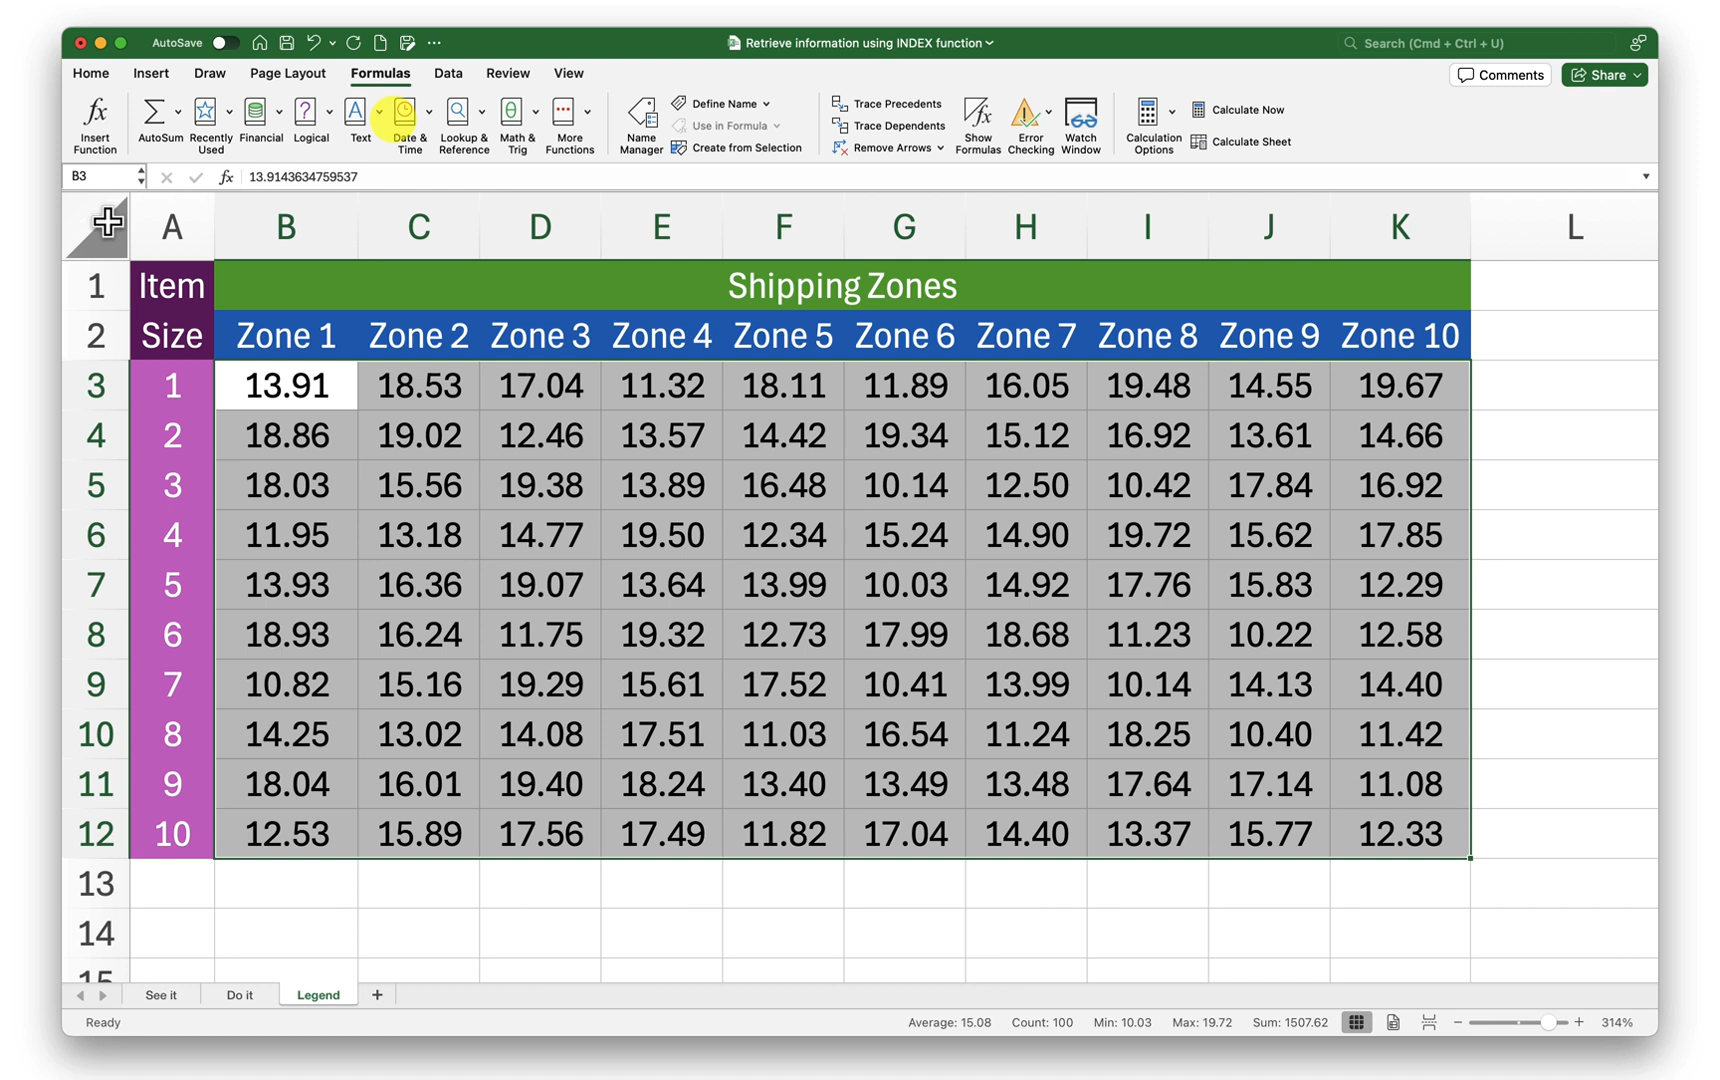 AutoSave
Retrieve information using INDEX function
Search (Cmd + Ctrl + U)
Home Insert Draw Page Layout Formulas Data Review View
Comments Share
Insert Function
AutoSum
Recently Used
Financial
Logical
Text
Date & Time
Lookup & Reference
Math & Trig
More Functions
Name Manager
Define Name
Use in Formula
Create from Selection
Trace Precedents
Trace Dependents
Remove Arrows
Show Formulas
Error Checking
Watch Window
Calculation Options
Calculate Now
Calculate Sheet
B3 fx 13.9143634759537
A B C D E F G H I J K L
1 Item Shipping Zones
2 Size Zone 1 Zone 2 Zone 3 Zone 4 Zone 5 Zone 6 Zone 7 Zone 8 Zone 9 Zone 10
3 1 13.91 18.53 17.04 11.32 18.11 11.89 16.05 19.48 14.55 19.67
4 2 18.86 19.02 12.46 13.57 14.42 19.34 15.12 16.92 13.61 14.66
5 3 18.03 15.56 19.38 13.89 16.48 10.14 12.50 10.42 17.84 16.92
6 4 11.95 13.18 14.77 19.50 12.34 15.24 14.90 19.72 15.62 17.85
7 5 13.93 16.36 19.07 13.64 13.99 10.03 14.92 17.76 15.83 12.29
8 6 18.93 16.24 11.75 19.32 12.73 17.99 18.68 11.23 10.22 12.58
9 7 10.82 15.16 19.29 15.61 17.52 10.41 13.99 10.14 14.13 14.40
10 8 14.25 13.02 14.08 17.51 11.03 16.54 11.24 18.25 10.40 11.42
11 9 18.04 16.01 19.40 18.24 13.40 13.49 13.48 17.64 17.14 11.08
12 10 12.53 15.89 17.56 17.49 11.82 17.04 14.40 13.37 15.77 12.33
13
14
15
See it Do it Legend +
Ready Average: 15.08 Count: 100 Min: 10.03 Max: 19.72 Sum: 1507.62 314%